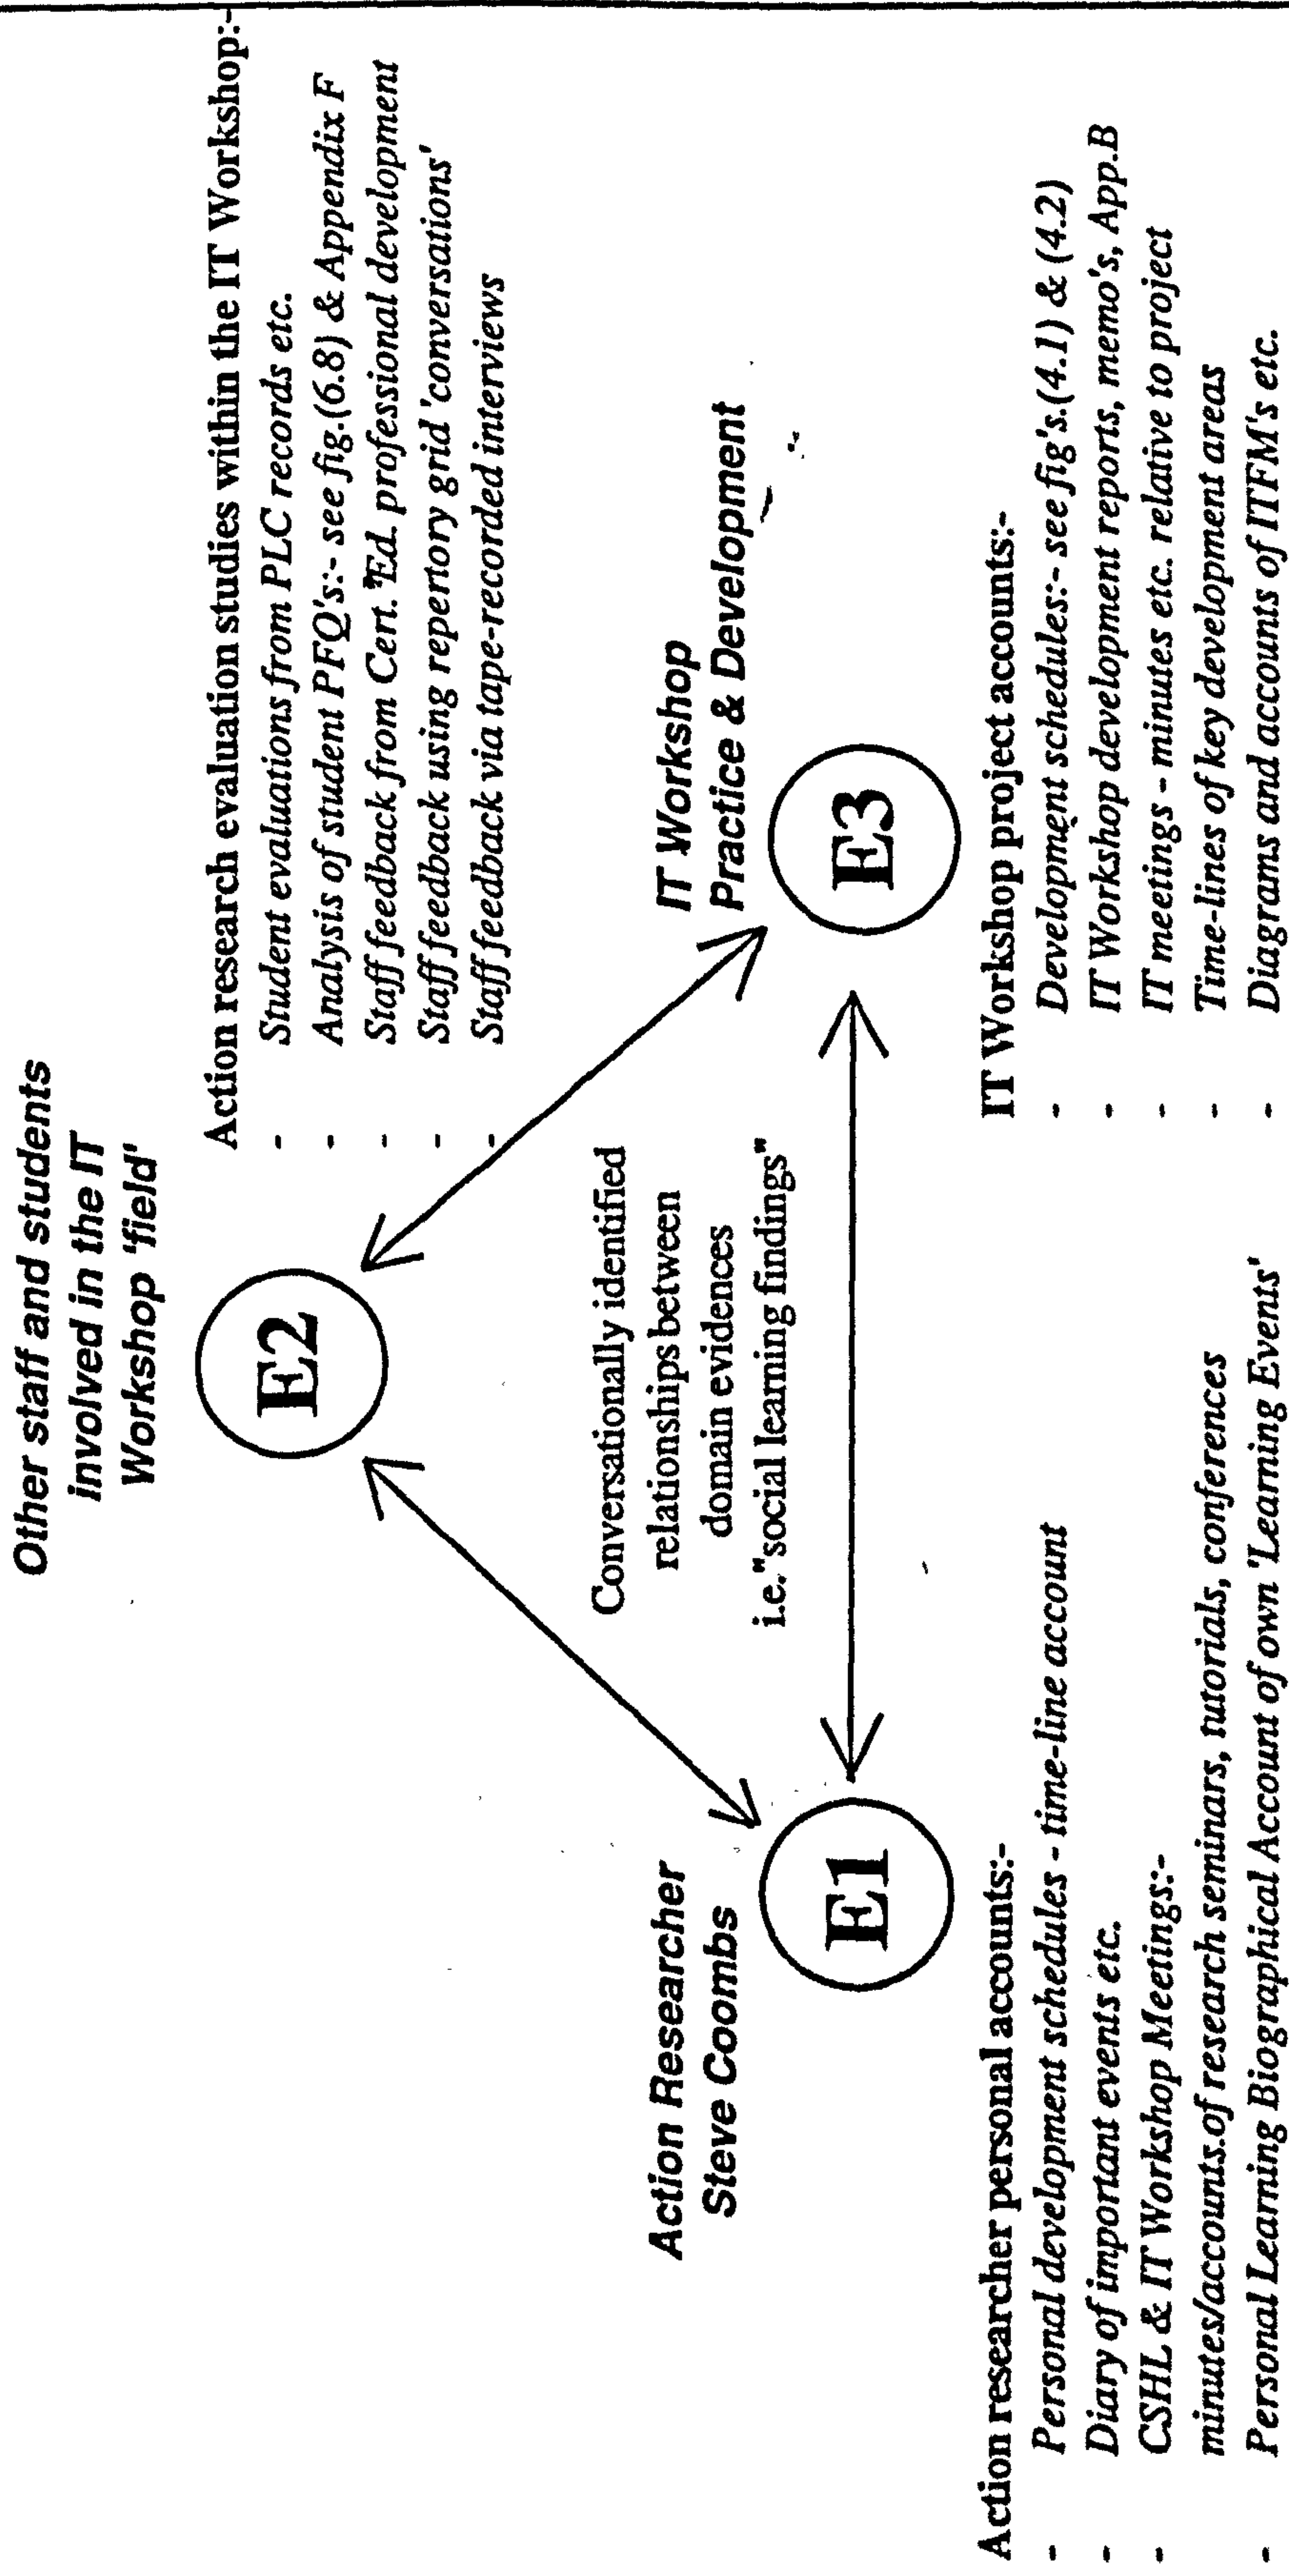 Other staff and students
involved in the IT
Workshop 'field'
E2
Action research evaluation studies within the IT Workshop:-
- Student evaluations from PLC records etc.
- Analysis of student PFQ's:- see fig.(6.8) & Appendix F
- Staff feedback from Cert. Ed. professional development
- Staff feedback using repertory grid 'conversations'
- Staff feedback via tape-recorded interviews
Conversationally identified
relationships between
domain evidences
i.e."social learning findings"
Action Researcher
Steve Coombs
E1
IT Workshop
Practice & Development
E3
Action researcher personal accounts:-
- Personal development schedules - time-line account
- Diary of important events etc.
- CSHL & IT Workshop Meetings:-
minutes/accounts of research seminars, tutorials, conferences
- Personal Learning Biographical Account of own 'Learning Events'
IT Workshop project accounts:-
- Development schedules:- see fig's.(4.1) & (4.2)
- IT Workshop development reports, memo's, App.B
- IT meetings - minutes etc. relative to project
- Time-lines of key development areas
- Diagrams and accounts of ITFM's etc.